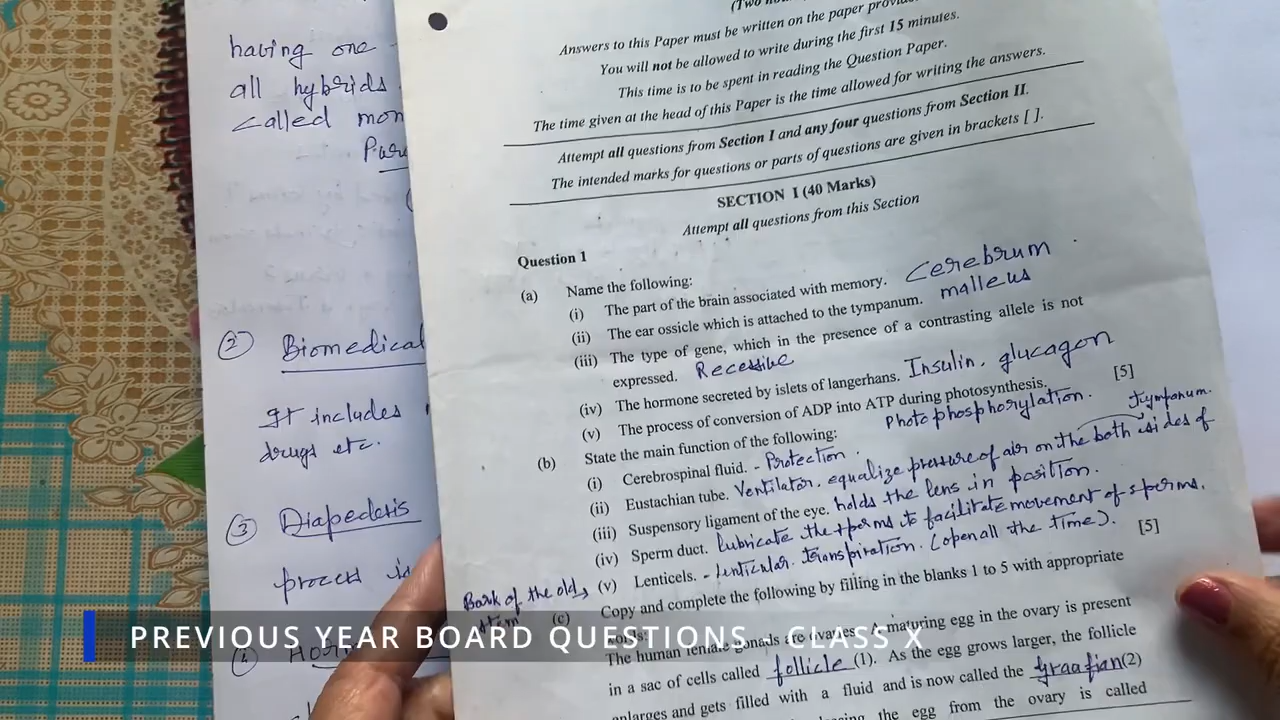 having one
all hybrids
called mon
② Biomedical
It includes
drugs etc.
③ Diapedesis
process is
Answers to this Paper must be written on the paper
You will not be allowed to write during the first 15 minutes.
This time is to be spent in reading the Question Paper.
The time given at the head of this Paper is the time allowed for writing the answers.
Attempt all questions from Section I and any four questions from Section II.
The intended marks for questions or parts of questions are given in brackets [ ].
SECTION I (40 Marks)
Attempt all questions from this Section
Question 1
(a) Name the following:
(i) The part of the brain associated with memory. Cerebrum
(ii) The ear ossicle which is attached to the tympanum. malleus
(iii) The type of gene, which in the presence of a contrasting allele is not
expressed. Recessive
(iv) The hormone secreted by islets of langerhans. Insulin, glucagon
(v) The process of conversion of ADP into ATP during photosynthesis. [5]
Photophosphorylation.
(b) State the main function of the following:
(i) Cerebrospinal fluid. - Protection.
(ii) Eustachian tube. Ventilator, equalize pressure of air on the both sides of
Tympanum.
(iii) Suspensory ligament of the eye. holds the lens in position.
(iv) Sperm duct. Lubricate the sperms to facilitate movement of sperms.
(v) Lenticels. - lenticular transpiration. (open all the time). [5]
Bark of the old
stem
(c) Copy and complete the following by filling in the blanks 1 to 5 with appropriate
The human female gonads are ovaries. A maturing egg in the ovary is present
in a sac of cells called follicle (1). As the egg grows larger, the follicle
enlarges and gets filled with a fluid and is now called the graafian (2)
the egg from the ovary is called
PREVIOUS YEAR BOARD QUESTIONS - CLASS X